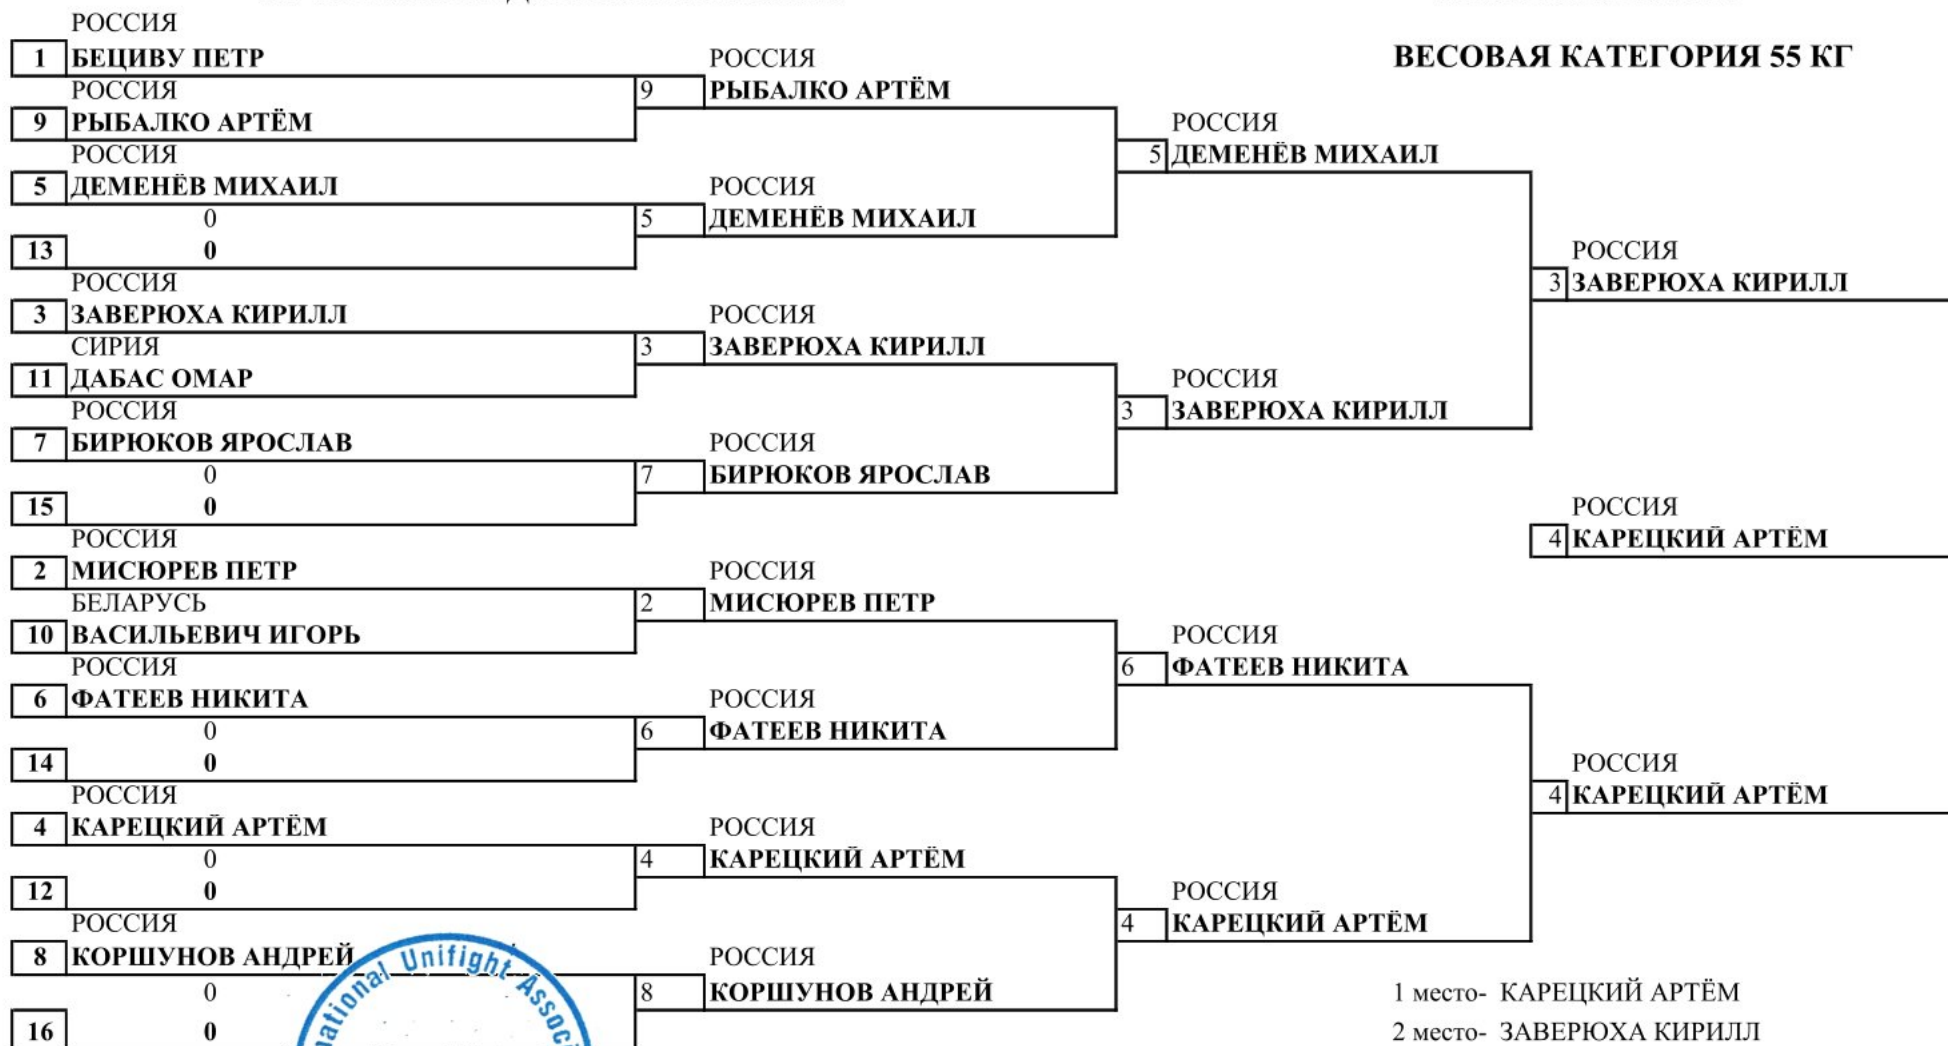 РОССИЯ
1 БЕЦИВУ ПЕТР РОССИЯ ВЕСОВАЯ КАТЕГОРИЯ 55 КГ
РОССИЯ 9 РЫБАЛКО АРТЁМ
9 РЫБАЛКО АРТЁМ РОССИЯ
РОССИЯ 5 ДЕМЕНЁВ МИХАИЛ
5 ДЕМЕНЁВ МИХАИЛ РОССИЯ
0 5 ДЕМЕНЁВ МИХАИЛ
13 0 РОССИЯ
РОССИЯ 3 ЗАВЕРЮХА КИРИЛЛ
3 ЗАВЕРЮХА КИРИЛЛ РОССИЯ
СИРИЯ 3 ЗАВЕРЮХА КИРИЛЛ
11 ДАБАС ОМАР РОССИЯ
РОССИЯ 3 ЗАВЕРЮХА КИРИЛЛ
7 БИРЮКОВ ЯРОСЛАВ РОССИЯ
0 7 БИРЮКОВ ЯРОСЛАВ
15 0 РОССИЯ
РОССИЯ 4 КАРЕЦКИЙ АРТЁМ
2 МИСЮРЕВ ПЕТР РОССИЯ
БЕЛАРУСЬ 2 МИСЮРЕВ ПЕТР
10 ВАСИЛЬЕВИЧ ИГОРЬ РОССИЯ
РОССИЯ 6 ФАТЕЕВ НИКИТА
6 ФАТЕЕВ НИКИТА РОССИЯ
0 6 ФАТЕЕВ НИКИТА
14 0 РОССИЯ
РОССИЯ 4 КАРЕЦКИЙ АРТЁМ
4 КАРЕЦКИЙ АРТЁМ РОССИЯ
0 4 КАРЕЦКИЙ АРТЁМ
12 0 РОССИЯ
РОССИЯ 4 КАРЕЦКИЙ АРТЁМ
8 КОРШУНОВ АНДРЕЙ РОССИЯ
0 8 КОРШУНОВ АНДРЕЙ 1 место- КАРЕЦКИЙ АРТЁМ
16 0 2 место- ЗАВЕРЮХА КИРИЛЛ
Unifight